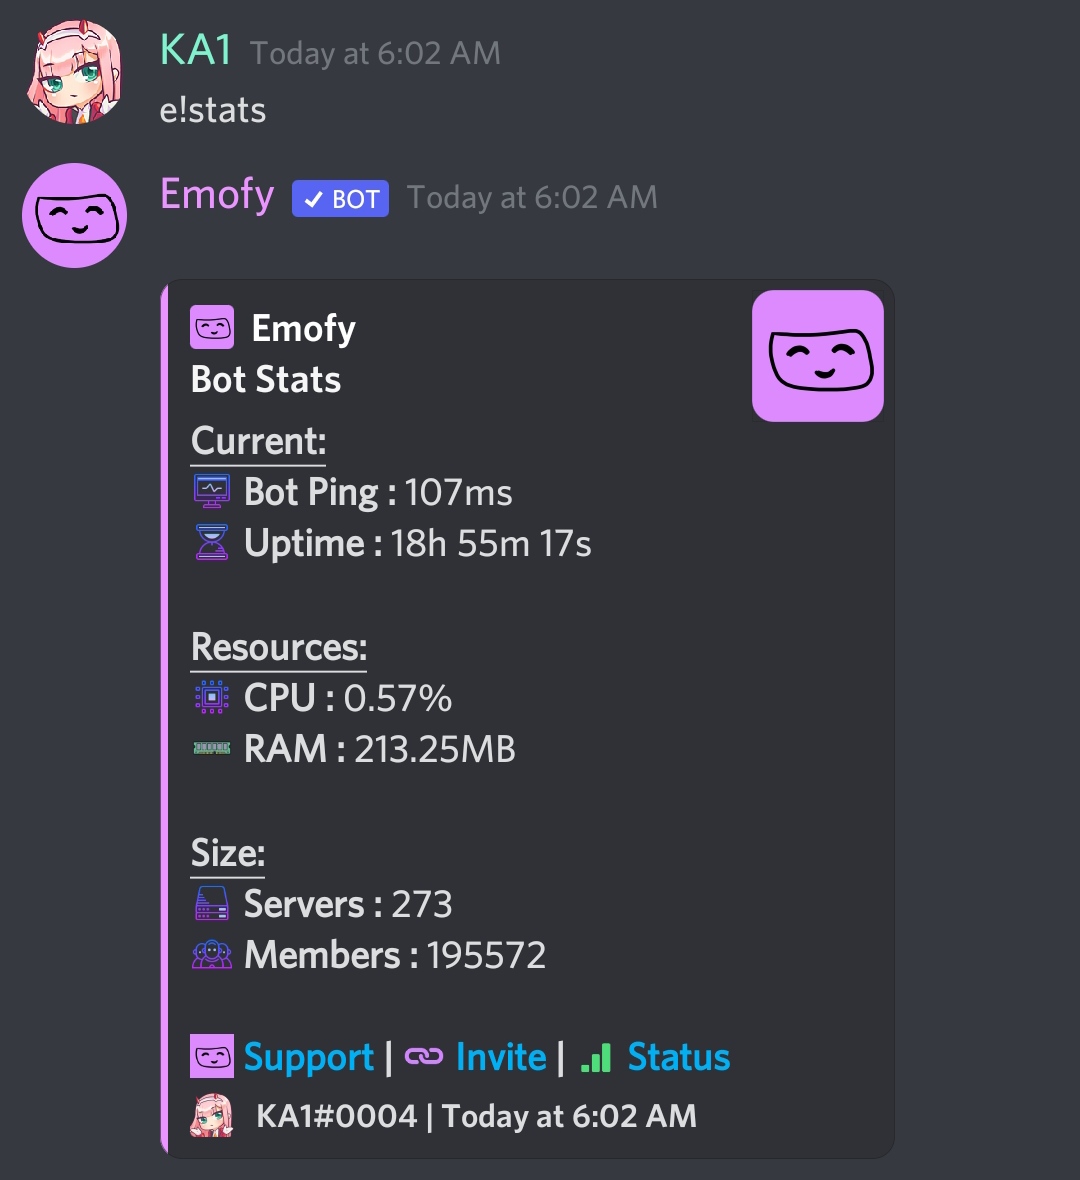 KA1 Today at 6:02 AM
e!stats
Emofy BOT Today at 6:02 AM
Emofy
Bot Stats
Current:
Bot Ping : 107ms
Uptime : 18h 55m 17s
Resources:
CPU : 0.57%
RAM : 213.25MB
Size:
Servers : 273
Members : 195572
Support | Invite | Status
KA1#0004 | Today at 6:02 AM